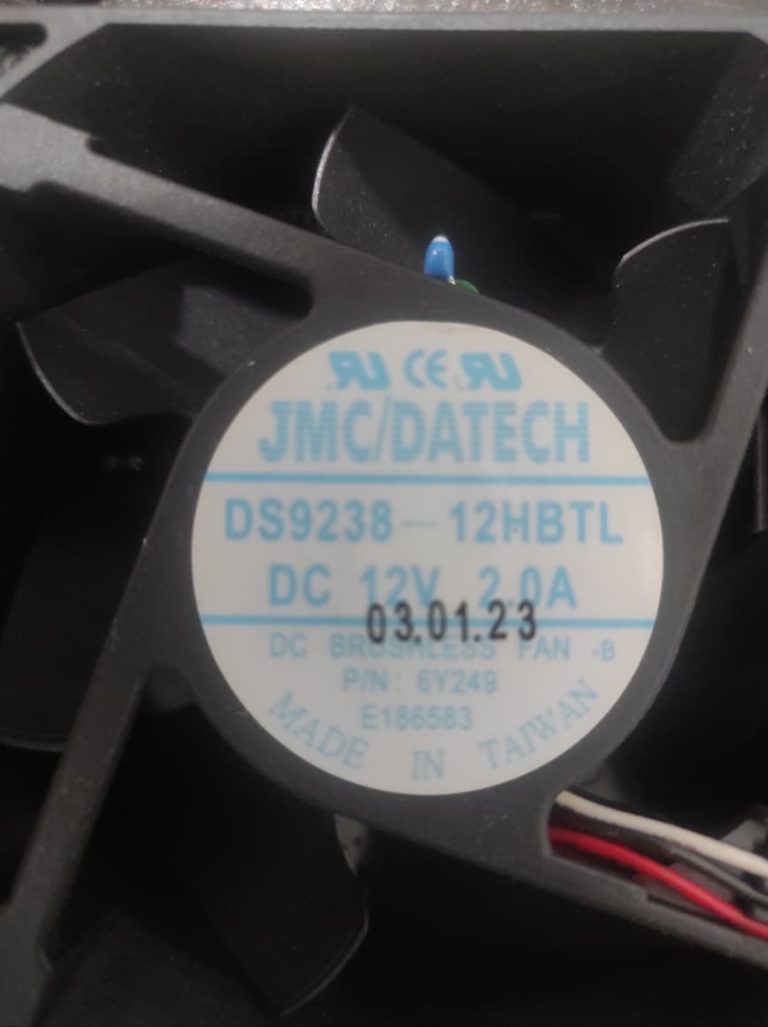 CE
JMC/DATECH
DS9238-12HBTL
DC 12V 2.0A
03.01.23
DC BRUSHLESS FAN -B
P/N: 6Y249
E186583
MADE IN TAIWAN